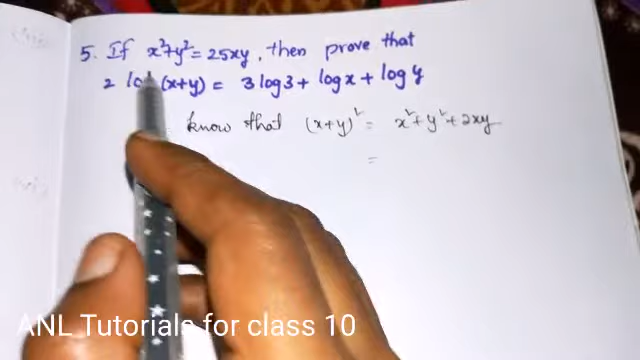 5. If x²+y² = 25xy, then prove that
2 log (x+y) = 3 log 3 + log x + log y
know that (x+y)² = x² + y² + 2xy
=
ANL Tutorials for class 10